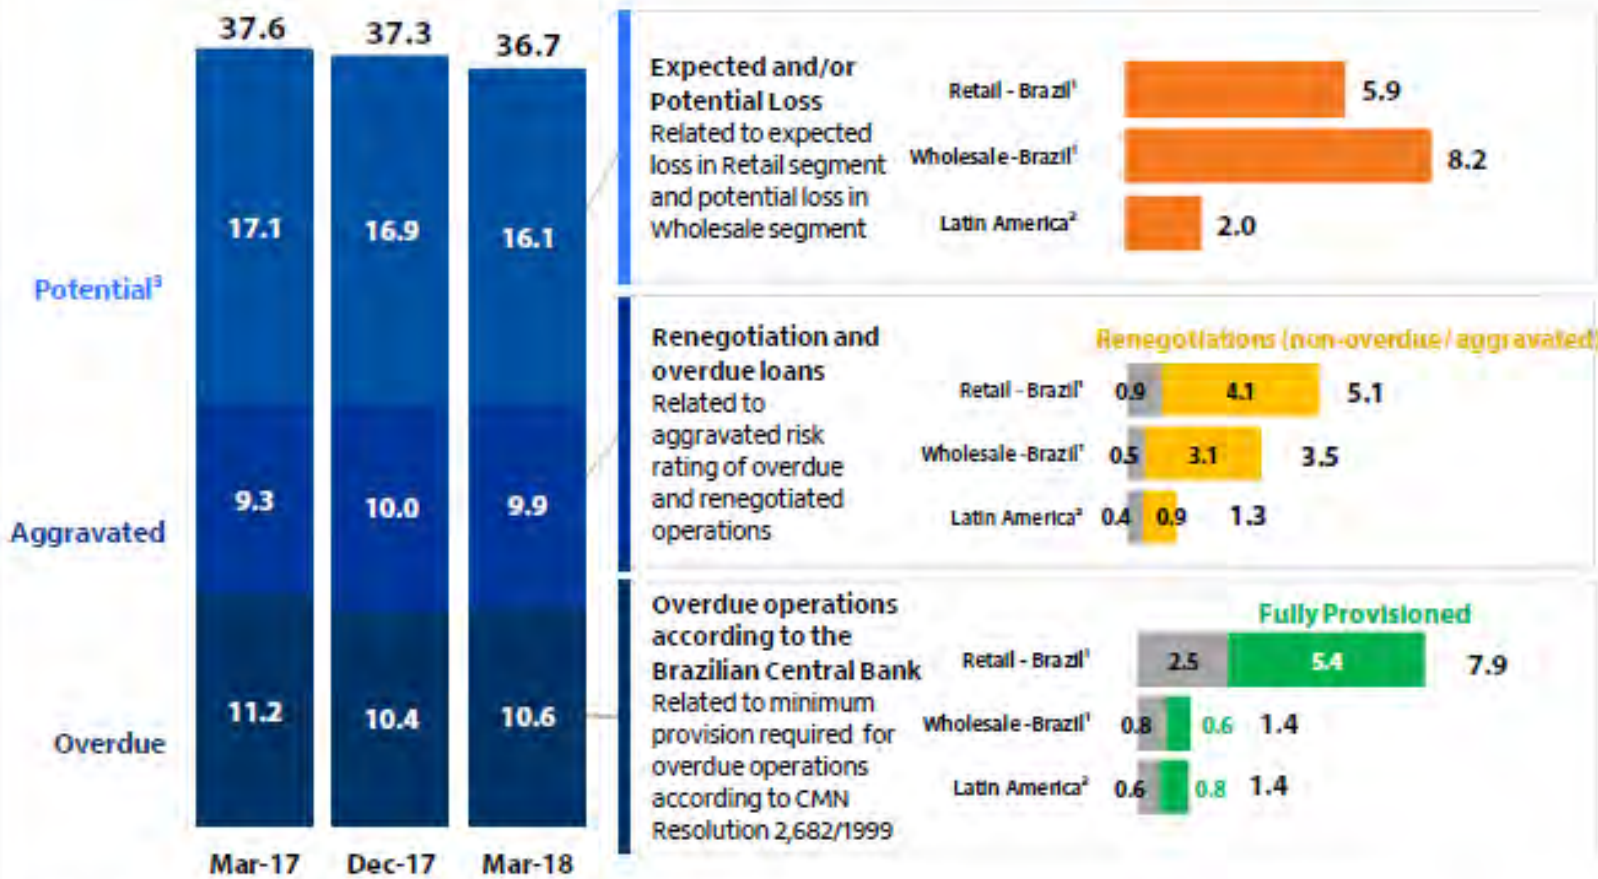 37.6
37.3
36.7
17.1
16.9
16.1
Potential³
9.3
10.0
9.9
Aggravated
11.2
10.4
10.6
Overdue
Mar-17
Dec-17
Mar-18
Expected and/or
Potential Loss
Related to expected
loss in Retail segment
and potential loss in
Wholesale segment
Retail - Brazil¹ 5.9
Wholesale-Brazil¹ 8.2
Latin America² 2.0
Renegotiation and
overdue loans
Related to
aggravated risk
rating of overdue
and renegotiated
operations
Renegotiations (non-overdue/aggravated)
Retail - Brazil¹ 0.9 4.1 5.1
Wholesale-Brazil¹ 0.5 3.1 3.5
Latin America² 0.4 0.9 1.3
Overdue operations
according to the
Brazilian Central Bank
Related to minimum
provision required for
overdue operations
according to CMN
Resolution 2,682/1999
Fully Provisioned
Retail - Brazil¹ 2.5 5.4 7.9
Wholesale-Brazil¹ 0.8 0.6 1.4
Latin America² 0.6 0.8 1.4